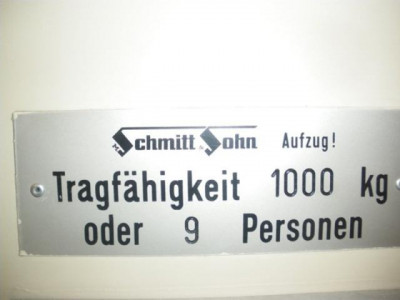 Schmitt & Sohn Aufzug!
Tragfähigkeit 1000 kg
oder 9 Personen